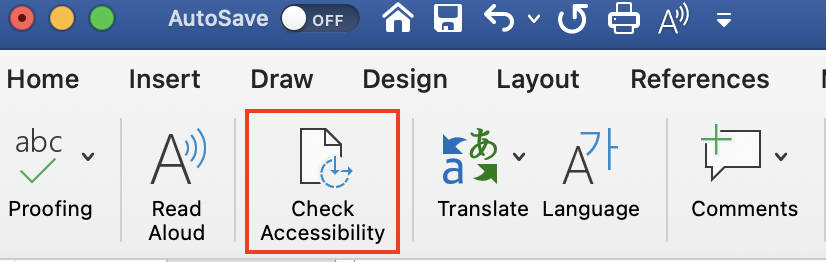 AutoSave OFF
Home Insert Draw Design Layout References
abc A A あ a A 가
Proofing Read Aloud Check Accessibility Translate Language Comments